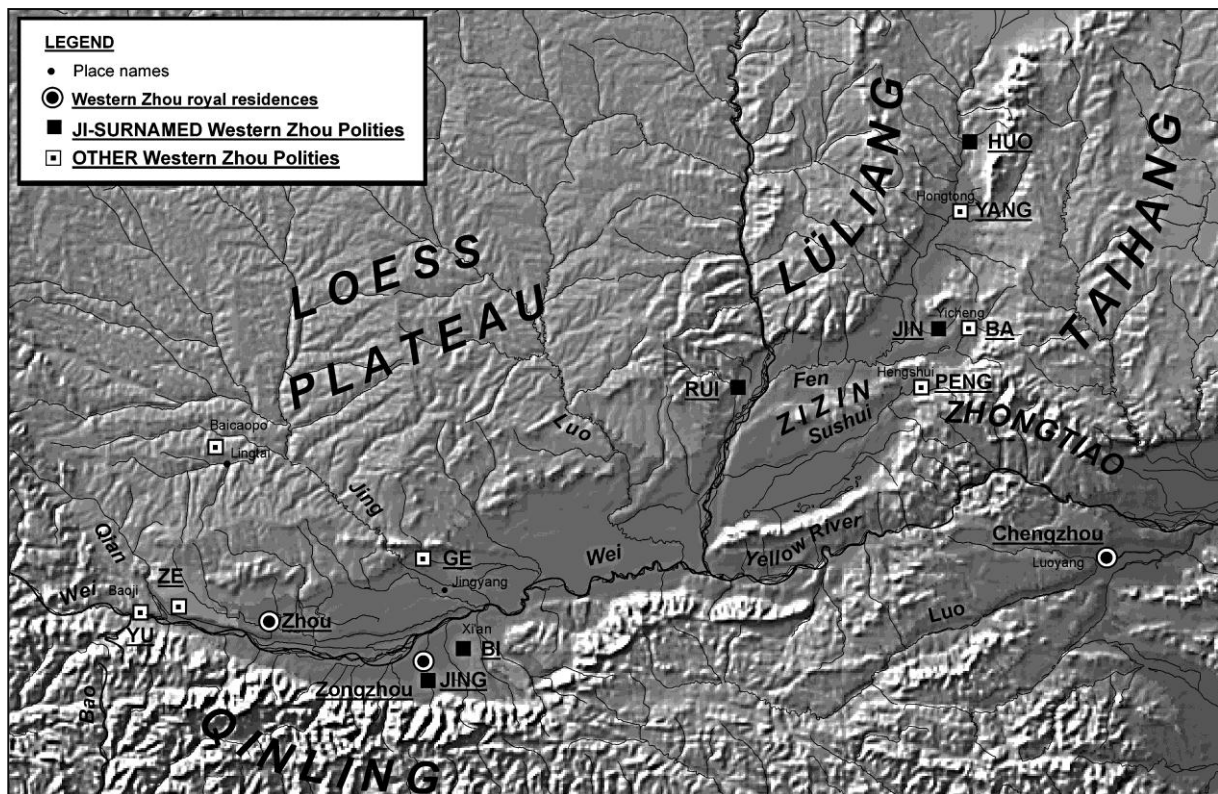 LEGEND
Place names
Western Zhou royal residences
JI-SURNAMED Western Zhou Polities
OTHER Western Zhou Polities
LOESS
PLATEAU
LÜLIANG
TAIHANG
HUO
Hongtong
YANG
Yicheng
JIN
BA
Hengshui
PENG
RUI
Fen
ZIZIN
Sushui
ZHONGTIAO
Luo
Baicaopo
Lingtai
Jing
Qian
GE
Jingyang
Wei
Yellow River
Chengzhou
Luoyang
Luo
ZE
Wei
Baoji
YU
Zhou
Xi'an
BI
Zongzhou
JING
Bao
QINLING